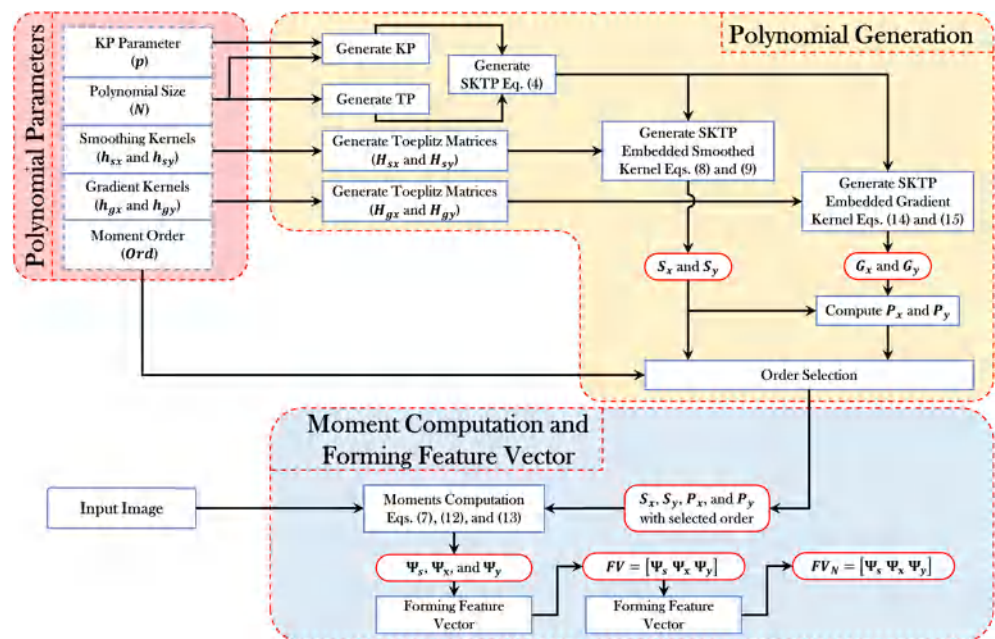 Polynomial Parameters
KP Parameter
(p)
Polynomial Size
(N)
Smoothing Kernels
(h_sx and h_sy)
Gradient Kernels
(h_gx and h_gy)
Moment Order
(Ord)
Polynomial Generation
Generate KP
Generate TP
Generate
SKTP Eq. (4)
Generate Toeplitz Matrices
(H_sx and H_sy)
Generate Toeplitz Matrices
(H_gx and H_gy)
Generate SKTP
Embedded Smoothed
Kernel Eqs. (8) and (9)
Generate SKTP
Embedded Gradient
Kernel Eqs. (14) and (15)
S_x and S_y
G_x and G_y
Compute P_x and P_y
Order Selection
Moment Computation and
Forming Feature Vector
Input Image
Moments Computation
Eqs. (7), (12), and (13)
S_x, S_y, P_x, and P_y
with selected order
Ψ_s, Ψ_x, and Ψ_y
FV = [Ψ_s Ψ_x Ψ_y]
FV_N = [Ψ_s Ψ_x Ψ_y]
Forming Feature
Vector
Forming Feature
Vector